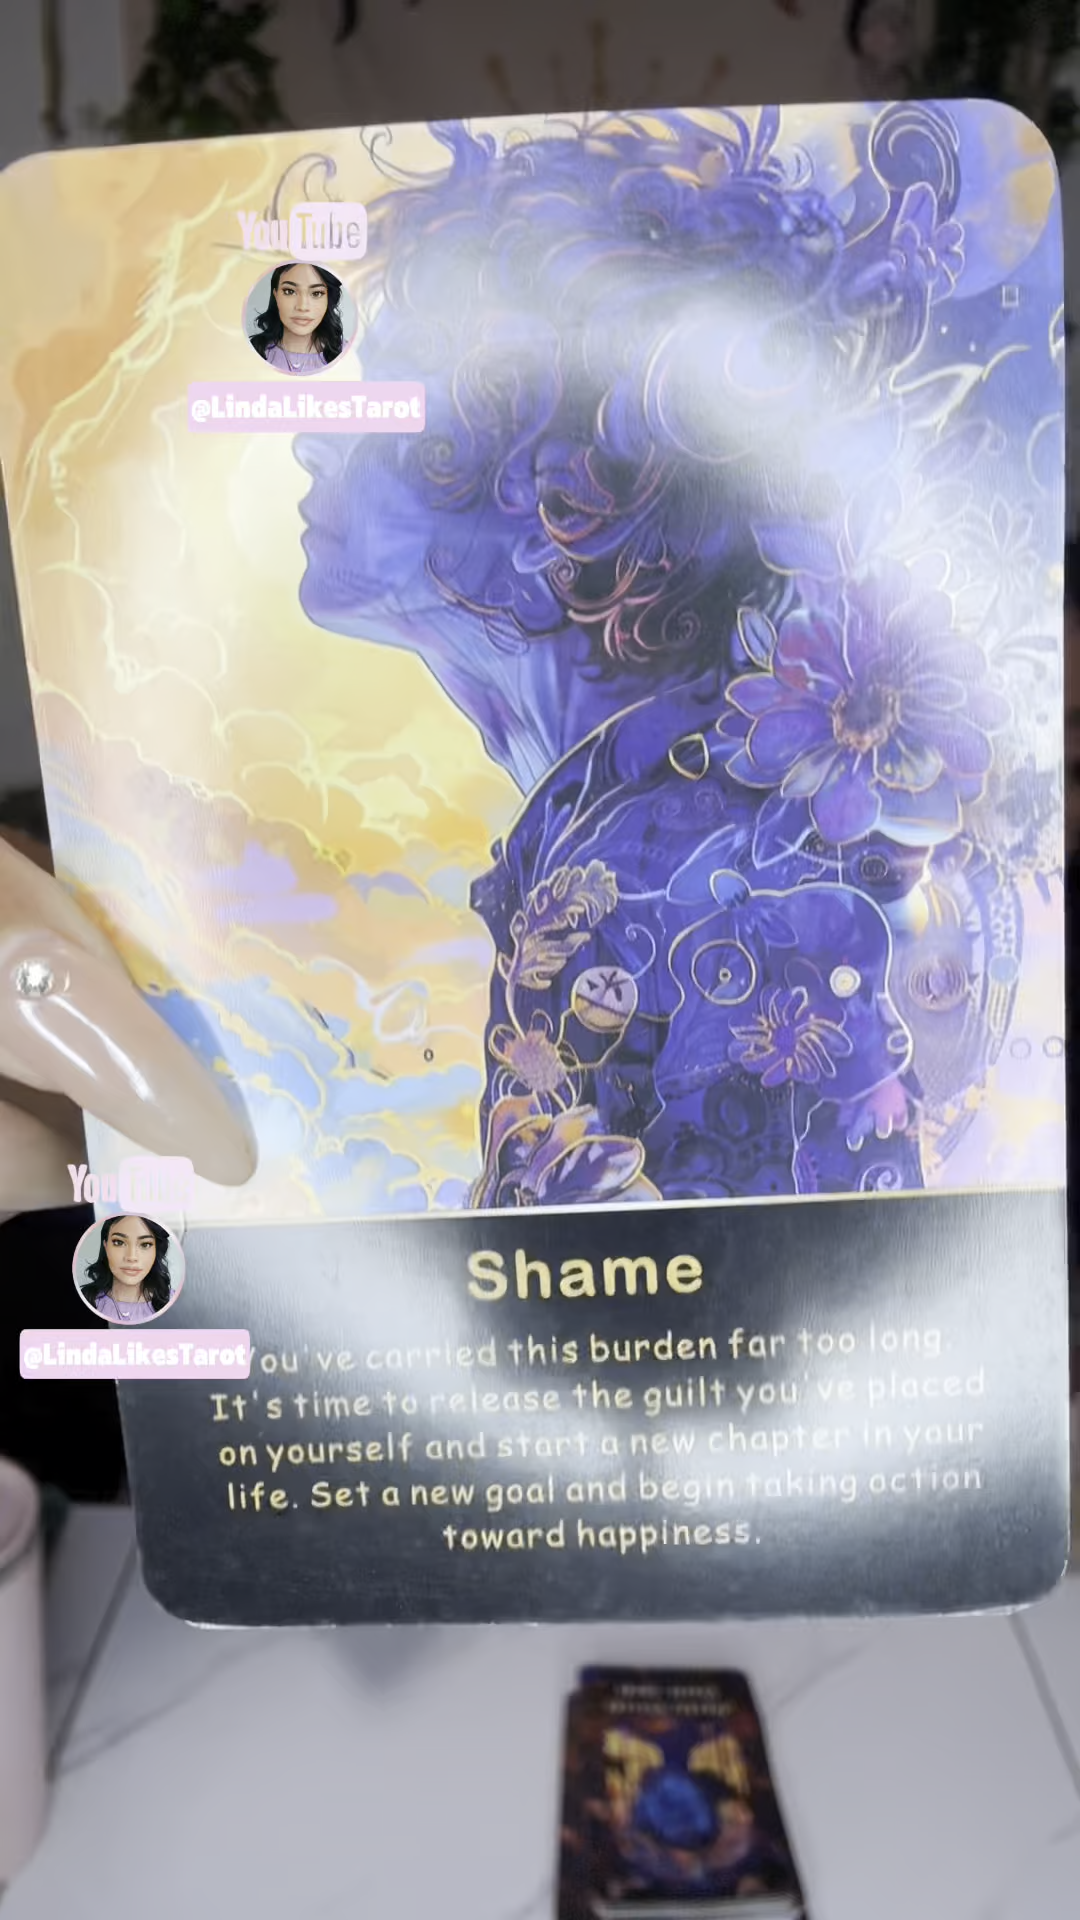 YouTube
@LindaLikesTarot
Shame
You've carried this burden far too long.
It's time to release the guilt you've placed
on yourself and start a new chapter in your
life. Set a new goal and begin taking action
toward happiness.
YouTube
@LindaLikesTarot